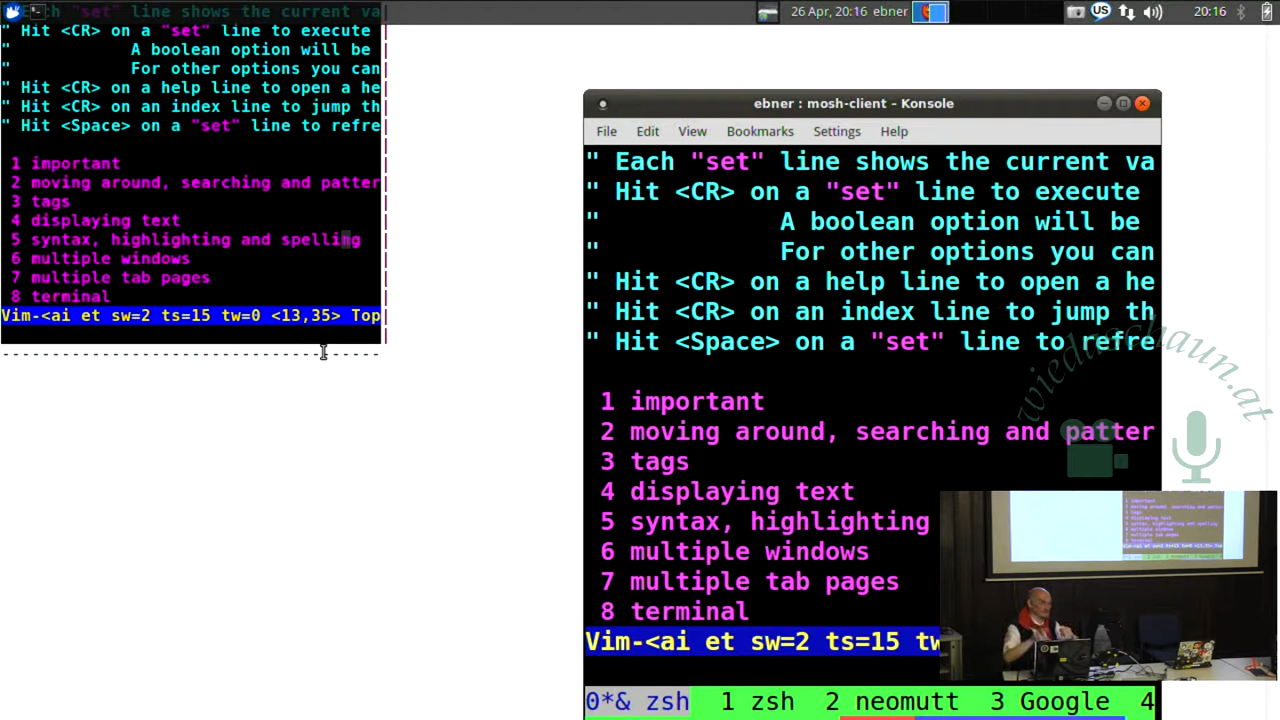 26 Apr, 20:16 ebner
US
20:16
" Each "set" line shows the current va
" Hit <CR> on a "set" line to execute
" A boolean option will be
" For other options you can
" Hit <CR> on a help line to open a he
" Hit <CR> on an index line to jump th
" Hit <Space> on a "set" line to refre
1 important
2 moving around, searching and patter
3 tags
4 displaying text
5 syntax, highlighting and spelling
6 multiple windows
7 multiple tab pages
8 terminal
Vim-<ai et sw=2 ts=15 tw=0 <13,35> Top
ebner : mosh-client – Konsole
File Edit View Bookmarks Settings Help
" Each "set" line shows the current va
" Hit <CR> on a "set" line to execute
" A boolean option will be
" For other options you can
" Hit <CR> on a help line to open a he
" Hit <CR> on an index line to jump th
" Hit <Space> on a "set" line to refre
1 important
2 moving around, searching and patter
3 tags
4 displaying text
5 syntax, highlighting
6 multiple windows
7 multiple tab pages
8 terminal
Vim-<ai et sw=2 ts=15 tw
0*& zsh 1 zsh 2 neomutt 3 Google 4
wiedaschaun.at